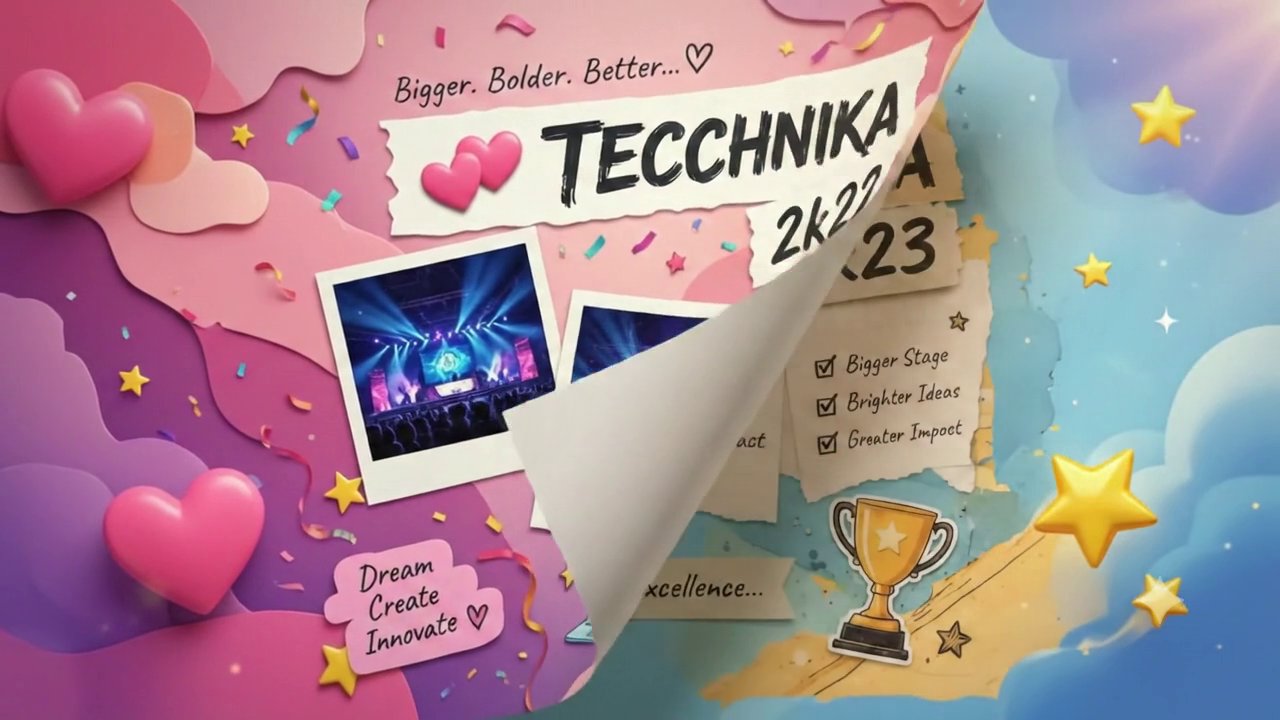 Bigger. Bolder. Better...
TECCHNIKA
A
2k22
k23
Bigger Stage
Brighter Ideas
Greater Impoct
act
xcellence...
Dream
Create
Innovate